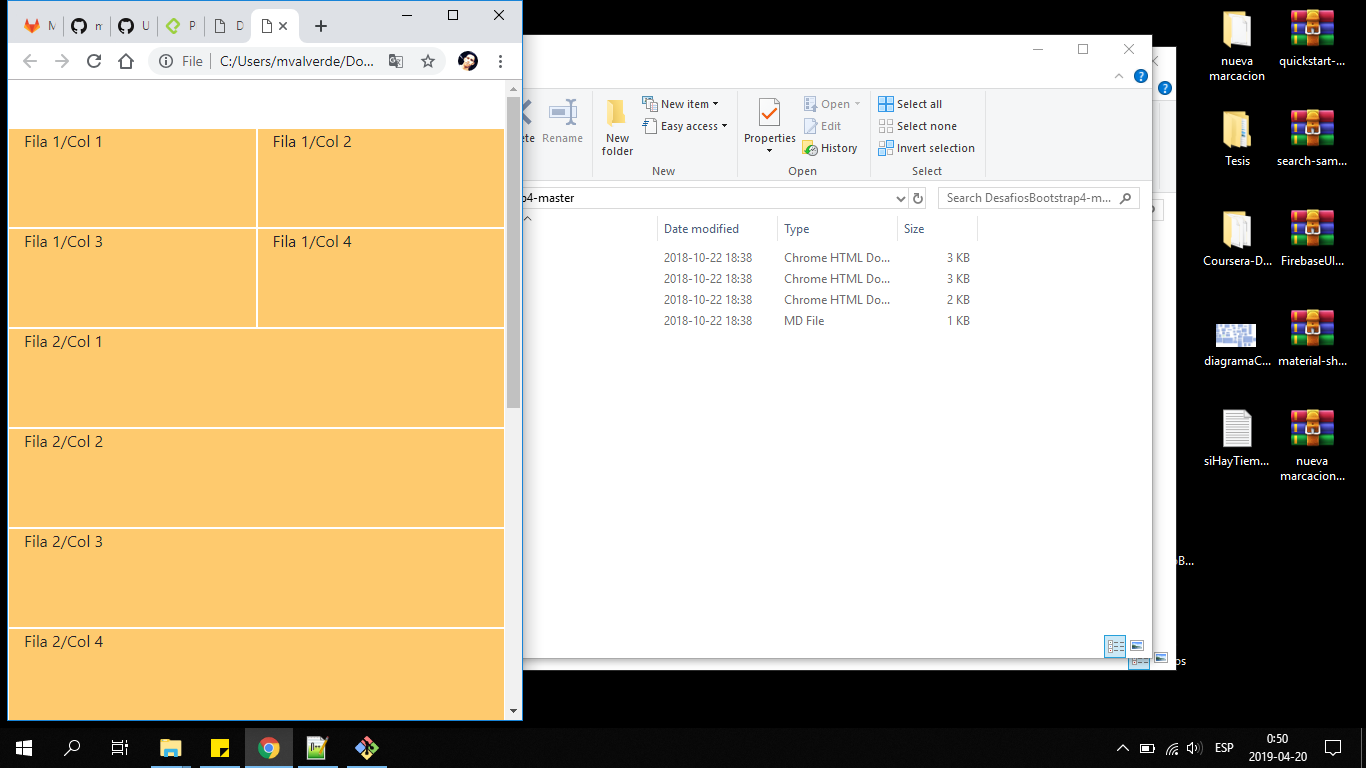 M
m
U
P
D
File
C:/Users/mvalverde/Do...
Fila 1/Col 1
Fila 1/Col 2
Fila 1/Col 3
Fila 1/Col 4
Fila 2/Col 1
Fila 2/Col 2
Fila 2/Col 3
Fila 2/Col 4
ete
Rename
New
folder
New item
Easy access
New
Properties
Open
Edit
History
Open
Select all
Select none
Invert selection
Select
p4-master
Search DesafiosBootstrap4-m...
Date modified
Type
Size
2018-10-22 18:38
Chrome HTML Do...
3 KB
2018-10-22 18:38
Chrome HTML Do...
3 KB
2018-10-22 18:38
Chrome HTML Do...
2 KB
2018-10-22 18:38
MD File
1 KB
nueva
marcacion
quickstart-...
Tesis
search-sam...
Coursera-D...
FirebaseUI...
diagramaC...
material-sh...
siHayTiem...
nueva
marcacion...
B...
os
ESP
0:50
2019-04-20